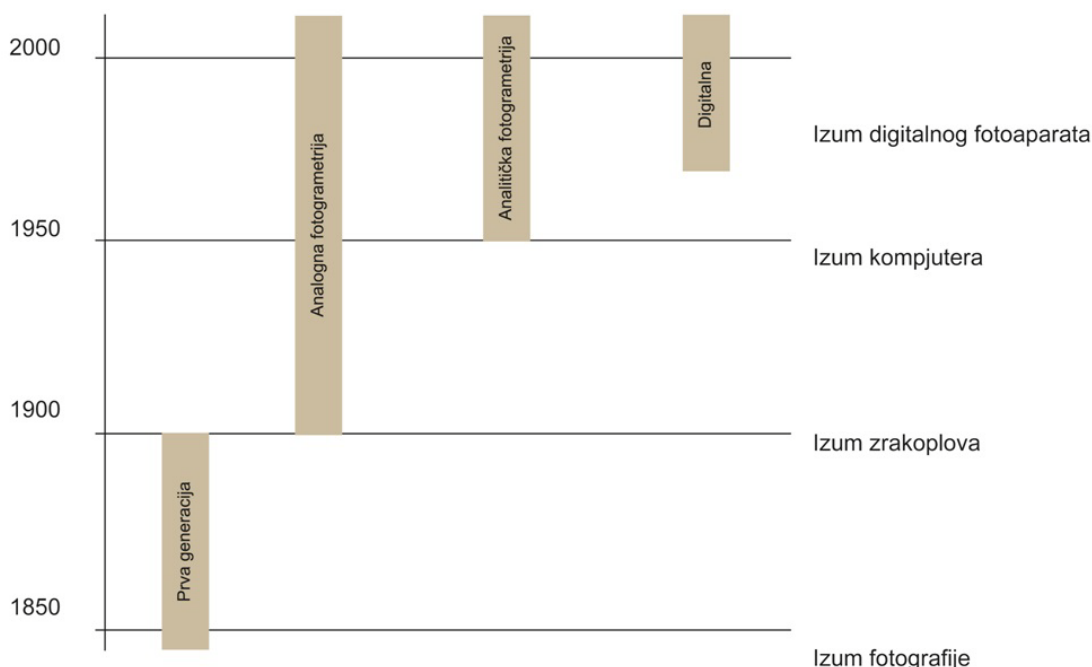 2000
Digitalna
Izum digitalnog fotoaparata
Analogna fotogrametrija
Analitička fotogrametrija
1950
Izum kompjutera
1900
Izum zrakoplova
Prva generacija
1850
Izum fotografije